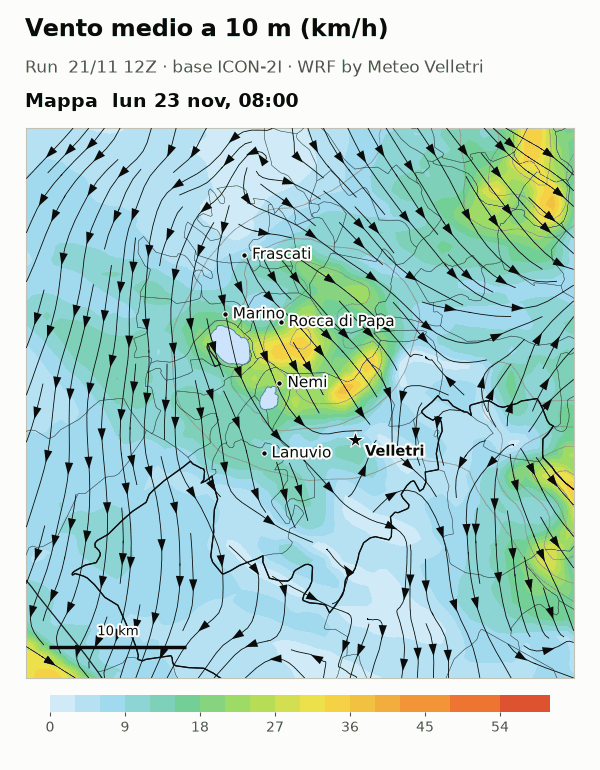 Vento medio a 10 m (km/h)
Run  21/11 12Z · base ICON-2I · WRF by Meteo Velletri
Mappa  lun 23 nov, 08:00
Frascati
Marino
Rocca di Papa
Nemi
Velletri
Lanuvio
10 km
0 9 18 27 36 45 54